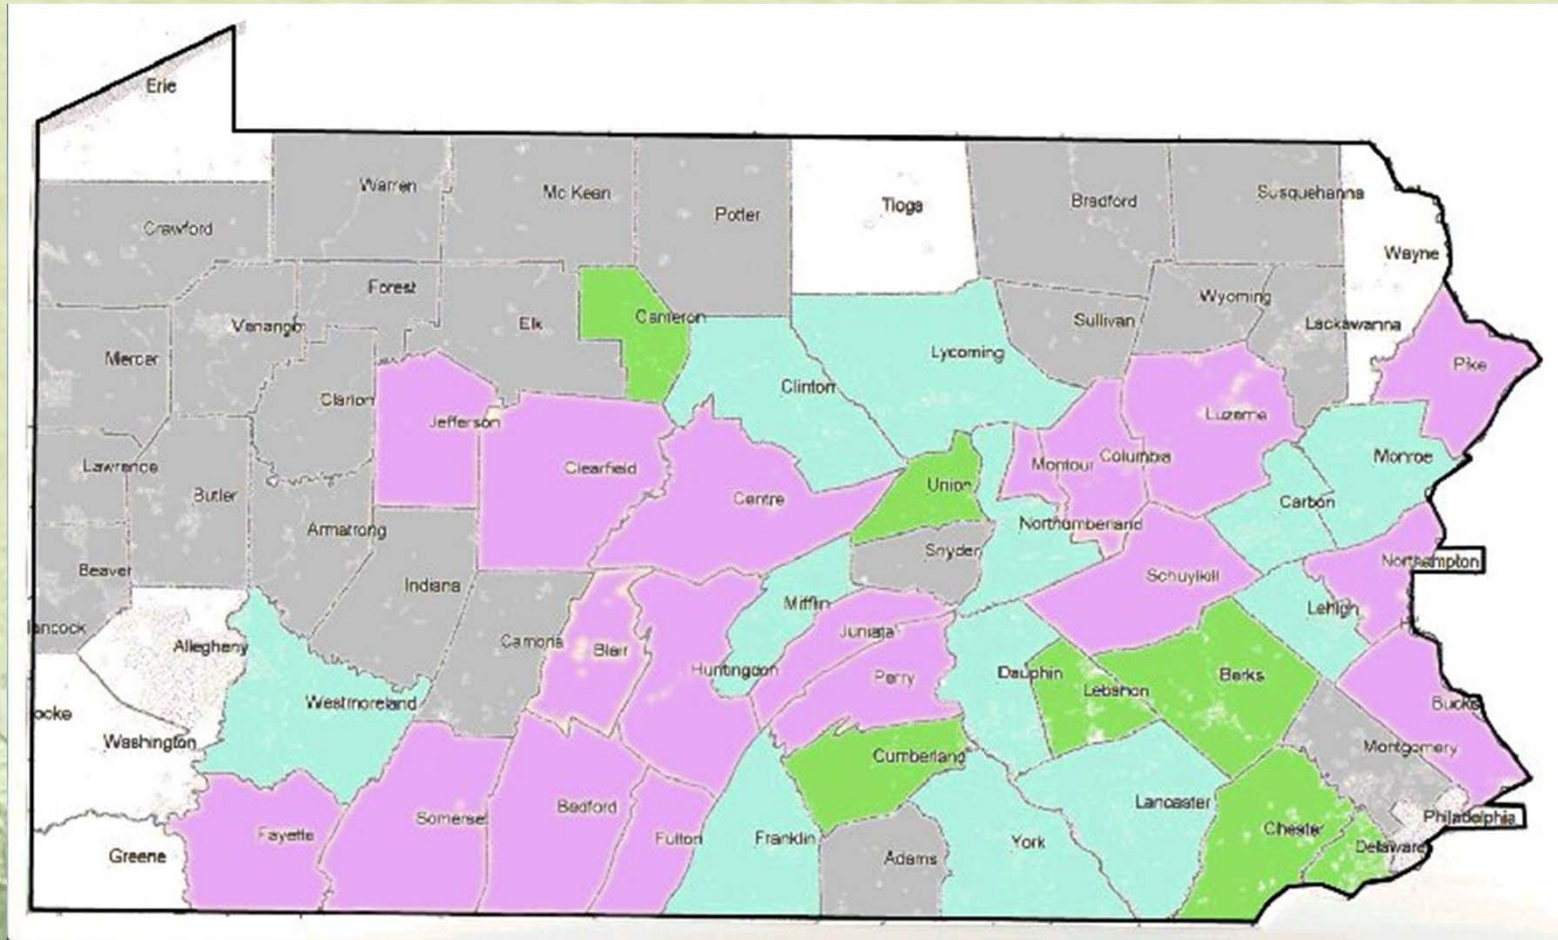 Erie
Warren
Mc Kean
Potter
Tioga
Bradford
Susquehanna
Crawford
Wayne
Forest
Venango
Elk
Cameron
Sullivan
Wyoming
Lackawanna
Mercer
Lycoming
Pike
Clinton
Clarion
Jefferson
Luzerne
Lawrence
Clearfield
Montour
Columbia
Monroe
Butler
Centre
Union
Carbon
Armstrong
Northumberland
Snyder
Beaver
Indiana
Schuylkill
Northampton
Mifflin
Lehigh
ancock
Juniata
Allegheny
Cambria
Blair
Huntingdon
Perry
Dauphin
Lebanon
Berks
Westmoreland
Bucks
ocke
Washington
Cumberland
Montgomery
Lancaster
Somerset
Bedford
Philadelphia
Fayette
Fulton
Franklin
York
Chester
Greene
Adams
Delaware